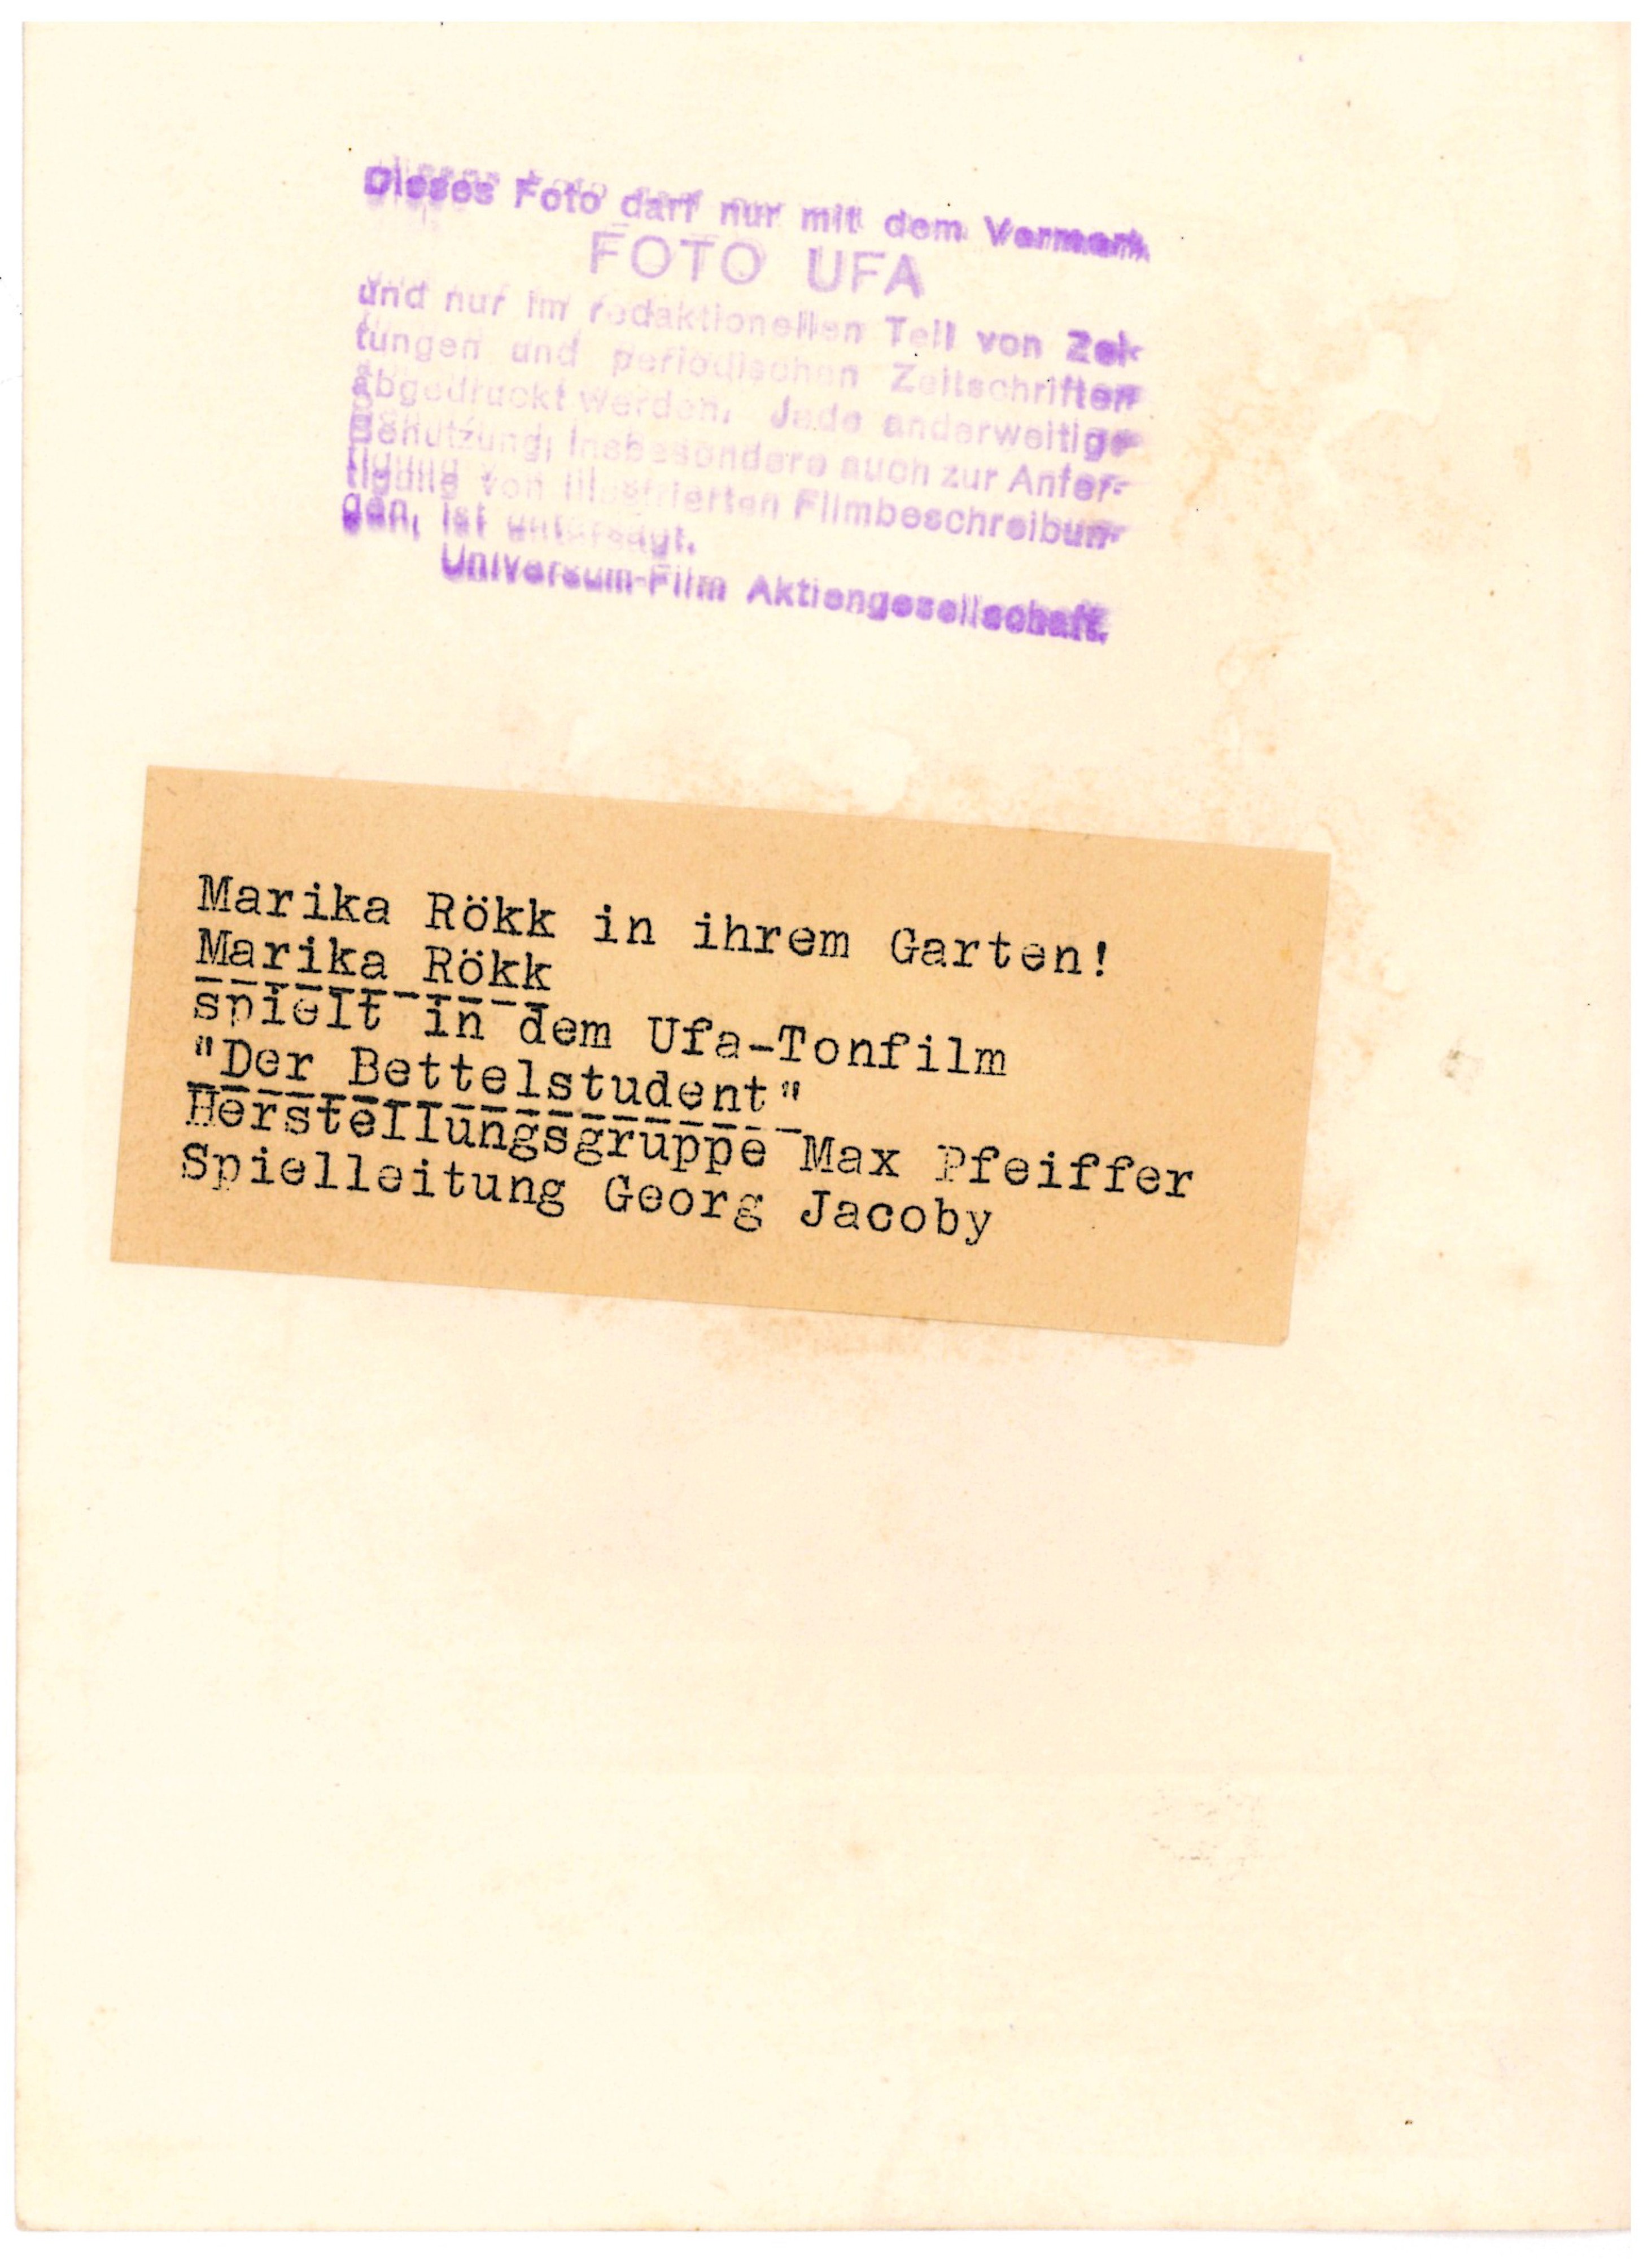 Dieses Foto darf nur mit dem Vermerk
FOTO UFA
und nur im redaktionellen Teil von Zei-
tungen und periodischen Zeitschriften
abgedruckt werden. Jede anderweitige
Benutzung, insbesondere auch zur Anfer-
tigung von illustrierten Filmbeschreibun-
gen, ist untersagt.
Universum-Film Aktiengesellschaft.
Marika Rökk in ihrem Garten!
Marika Rökk
spielt in dem Ufa-Tonfilm
"Der Bettelstudent"
Herstellungsgruppe Max Pfeiffer
Spielleitung Georg Jacoby